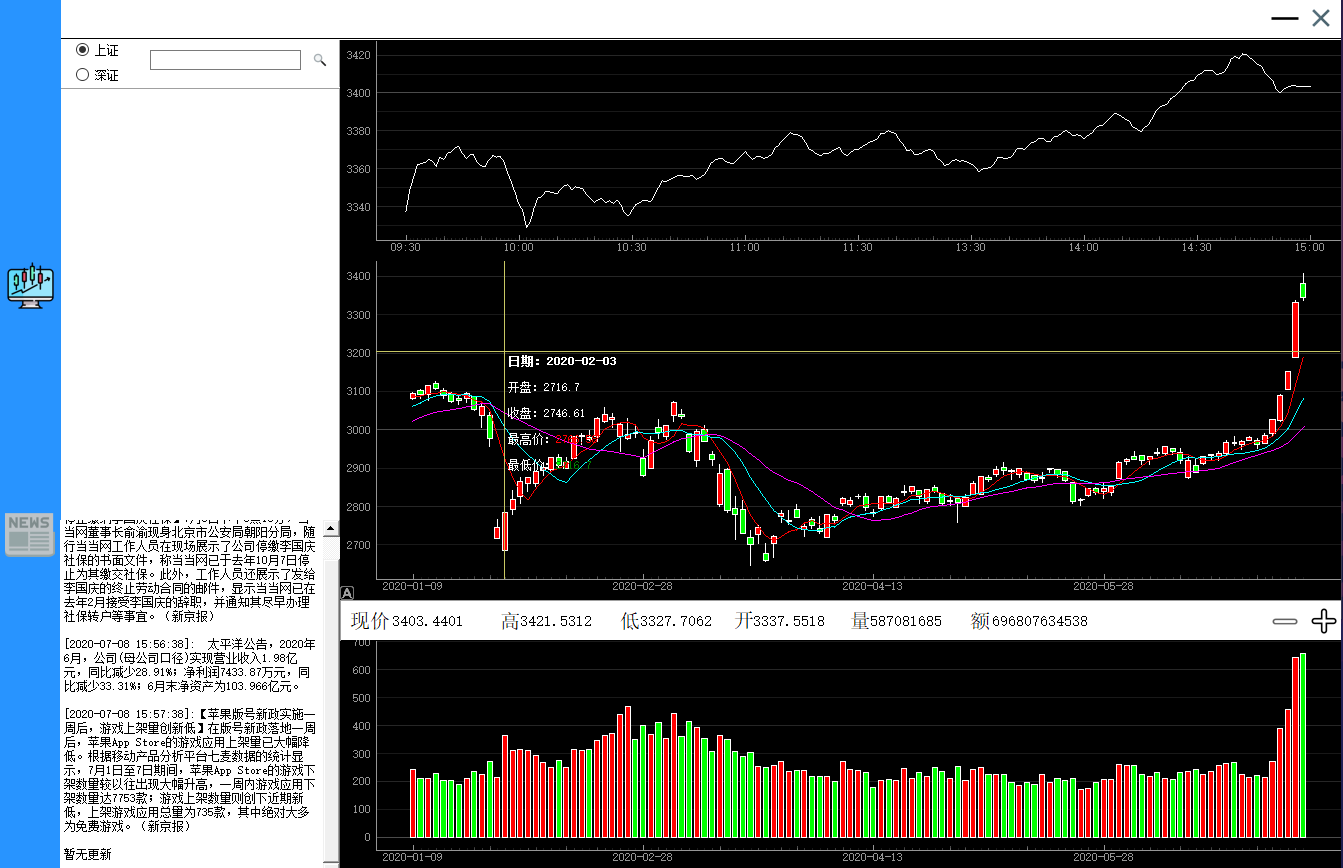 上证
深证
NEWS
当网董事长俞渝现身北京市公安局朝阳分局，随
行当当网工作人员在现场展示了公司停缴李国庆
社保的书面文件，称当当网已于去年10月7日停
止为其缴交社保。此外，工作人员还展示了发给
李国庆的终止劳动合同的邮件，显示当当网已在
去年2月接受李国庆的辞职，并通知其尽早办理
社保转户等事宜。（新京报）
[2020-07-08 15:56:38]: 太平洋公告，2020年
6月，公司(母公司口径)实现营业收入1.98亿
元，同比减少28.91%；净利润7433.87万元，同
比减少33.31%；6月末净资产为103.966亿元。
[2020-07-08 15:57:38]:【苹果版号新政实施一
周后，游戏上架量创新低】在版号新政落地一周
后，苹果App Store的游戏应用上架量已大幅降
低。根据移动产品分析平台七麦数据的统计显
示，7月1日至7日期间，苹果App Store的游戏下
架数量较以往出现大幅升高，一周内游戏应用下
架数量达7753款；游戏上架数量则创下近期新
低，上架游戏应用总量为735款，其中绝对大多
为免费游戏。（新京报）
暂无更新
3420
3400
3380
3360
3340
09:30 10:00 10:30 11:00 11:30 13:30 14:00 14:30 15:00
3400
3300
3200
3100
3000
2900
2800
2700
日期: 2020-02-03
开盘: 2716.7
收盘: 2746.61
最高价:
最低价:
2020-01-09 2020-02-28 2020-04-13 2020-05-28
A
现价3403.4401 高3421.5312 低3327.7062 开3337.5518 量587081685 额696807634538
700
600
500
400
300
200
100
0
2020-01-09 2020-02-28 2020-04-13 2020-05-28